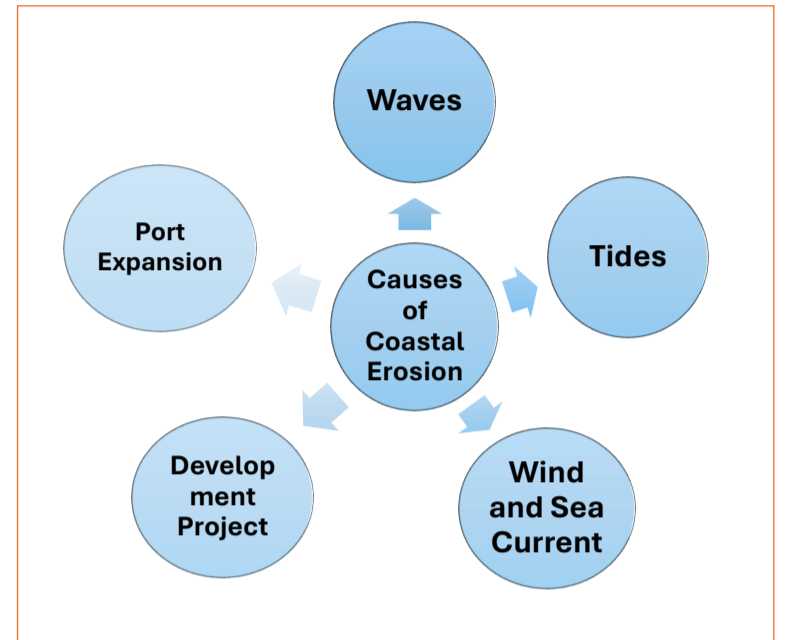 Waves
Tides
Wind
and Sea
Current
Develop
ment
Project
Port
Expansion
Causes
of
Coastal
Erosion